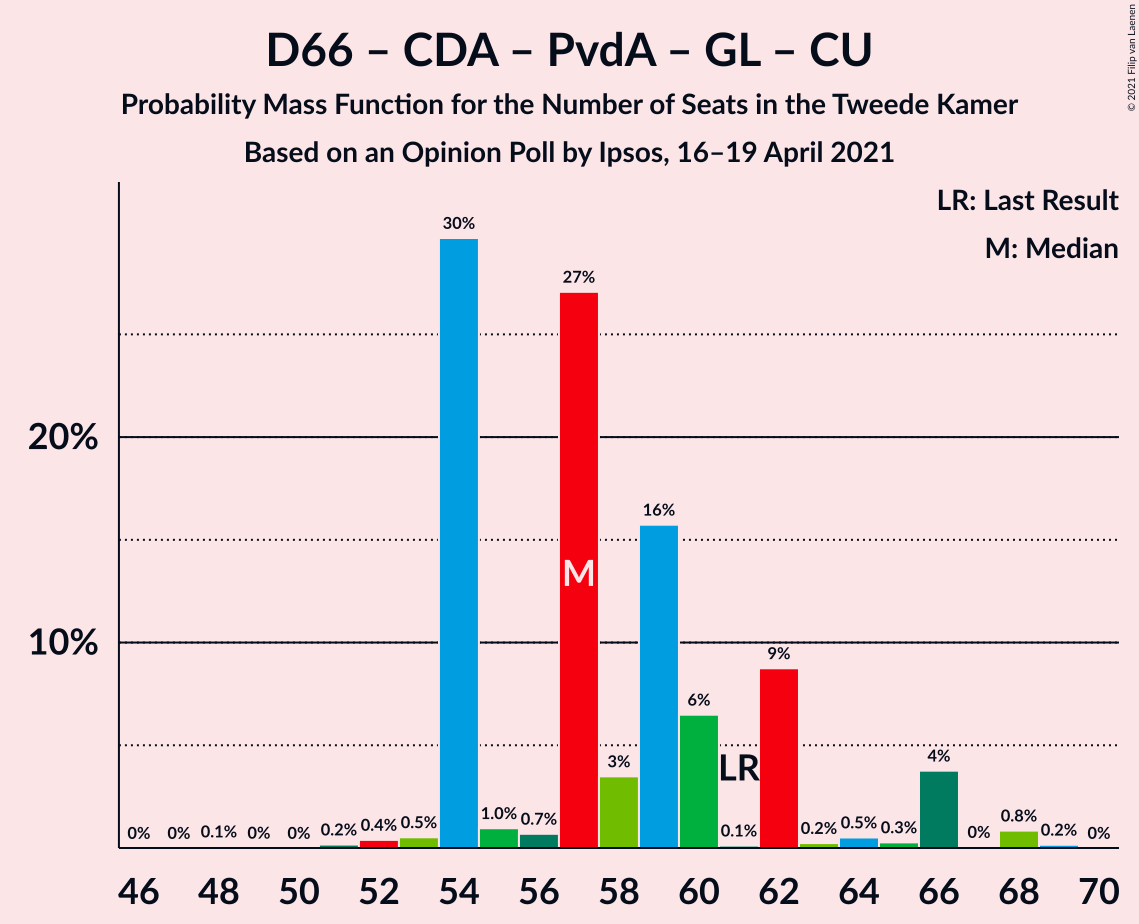 D66 – CDA – PvdA – GL – CU
Probability Mass Function for the Number of Seats in the Tweede Kamer
Based on an Opinion Poll by Ipsos, 16–19 April 2021
© 2021 Filip van Laenen
LR: Last Result
M: Median
30%
27%
20%
16%
M
10%
9%
6%
LR
4%
3%
0% 0% 0.1% 0% 0% 0.2% 0.4% 0.5% 1.0% 0.7% 0.1% 0.2% 0.5% 0.3% 0% 0.8% 0.2% 0%
46 48 50 52 54 56 58 60 62 64 66 68 70